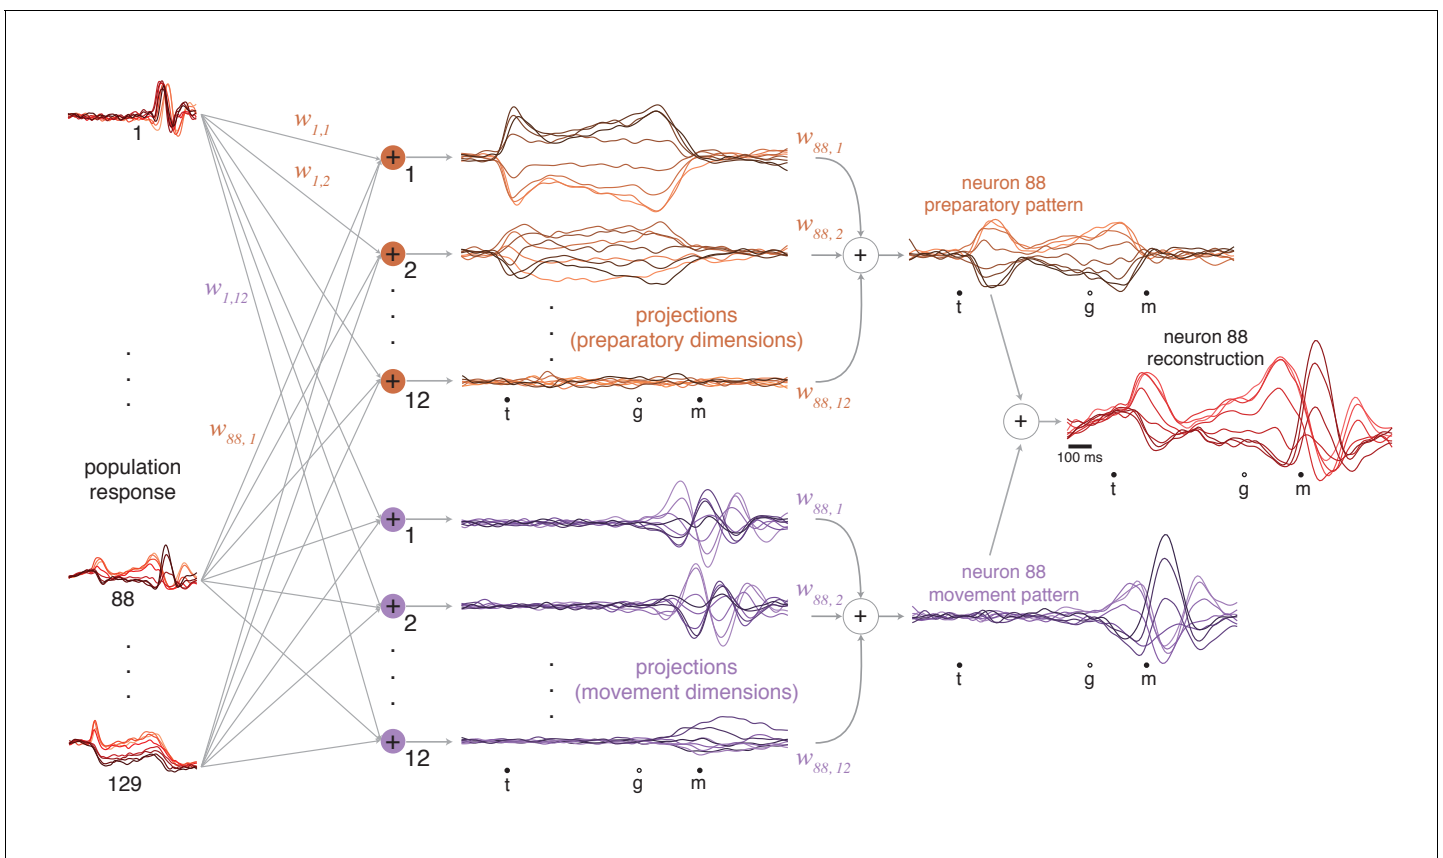 1
w1,1
w1,2
w1,12
w88,1
population
response
88
129
+ 1
+ 2
+ 12
+ 1
+ 2
+ 12
projections
(preparatory dimensions)
t g m
projections
(movement dimensions)
t g m
w88,1
w88,2
w88,12
+
w88,1
w88,2
w88,12
+
neuron 88
preparatory pattern
t g m
neuron 88
reconstruction
+
100 ms
t g m
neuron 88
movement pattern
t g m